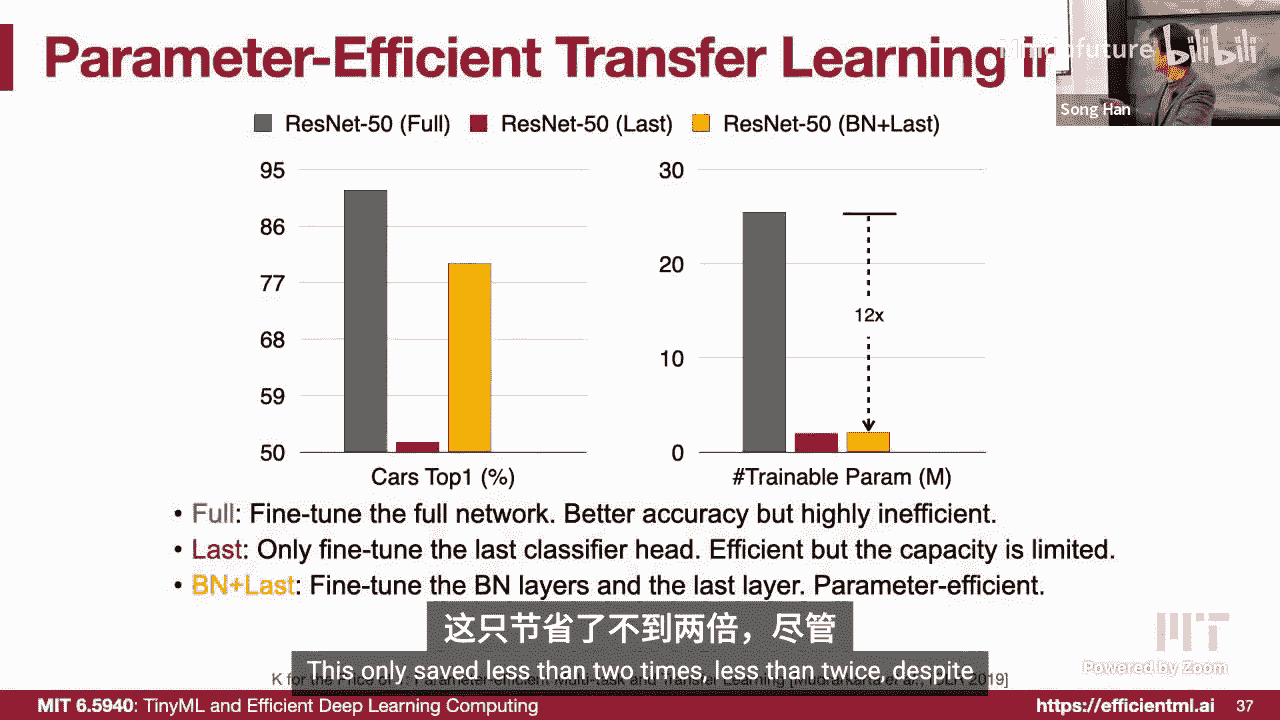 Parameter-Efficient Transfer Learning
Mnidnfuture
bilibili
Song Han
ResNet-50 (Full)
ResNet-50 (Last)
ResNet-50 (BN+Last)
95
86
77
68
59
50
Cars Top1 (%)
30
20
10
0
12x
#Trainable Param (M)
• Full: Fine-tune the full network. Better accuracy but highly inefficient.
• Last: Only fine-tune the last classifier head. Efficient but the capacity is limited.
• BN+Last: Fine-tune the BN layers and the last layer. Parameter-efficient.
这只节省了不到两倍，尽管
This only saved less than two times, less than twice, despite
MIT
Powered by Zoom
MIT 6.5940: TinyML and Efficient Deep Learning Computing
https://efficientml.ai
37